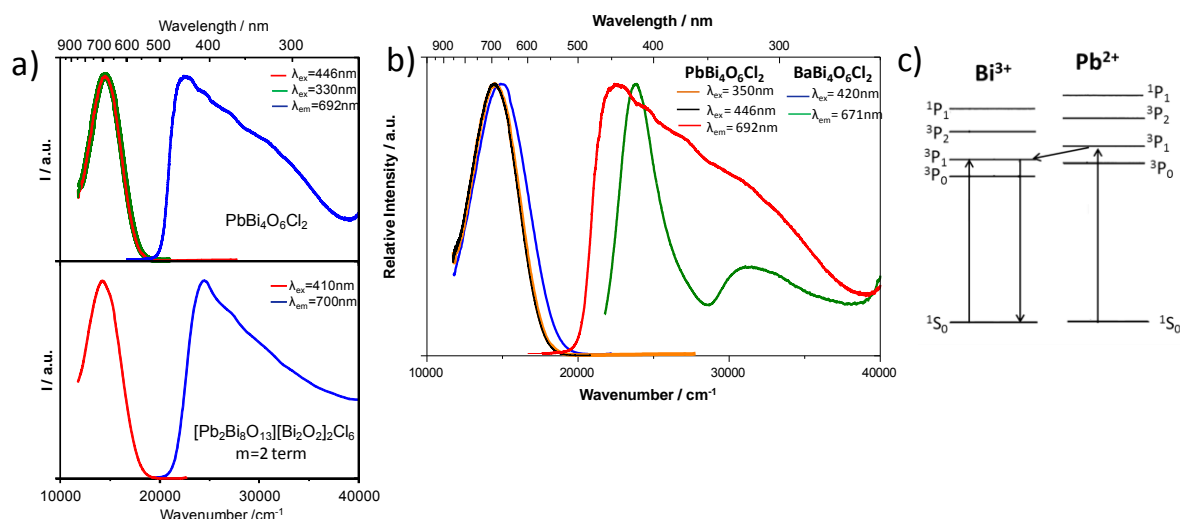 a)
Wavelength / nm
900 700 600 500 400 300
I / a.u.
λex=446nm
λex=330nm
λem=692nm
PbBi4O6Cl2
I / a.u.
λex=410nm
λem=700nm
[Pb2Bi8O13][Bi2O2]2Cl6
m=2 term
10000 20000 30000 40000
Wavenumber /cm-1
b)
Wavelength / nm
900 800 700 600 500 400 300
Relative Intensity / a.u.
PbBi4O6Cl2 BaBi4O6Cl2
λex= 350nm λex= 420nm
λex= 446nm λem= 671nm
λem= 692nm
10000 20000 30000 40000
Wavenumber / cm-1
c)
Bi3+ Pb2+
1P1
3P2
3P1
3P0
1S0
1P1
3P2
3P1
3P0
1S0